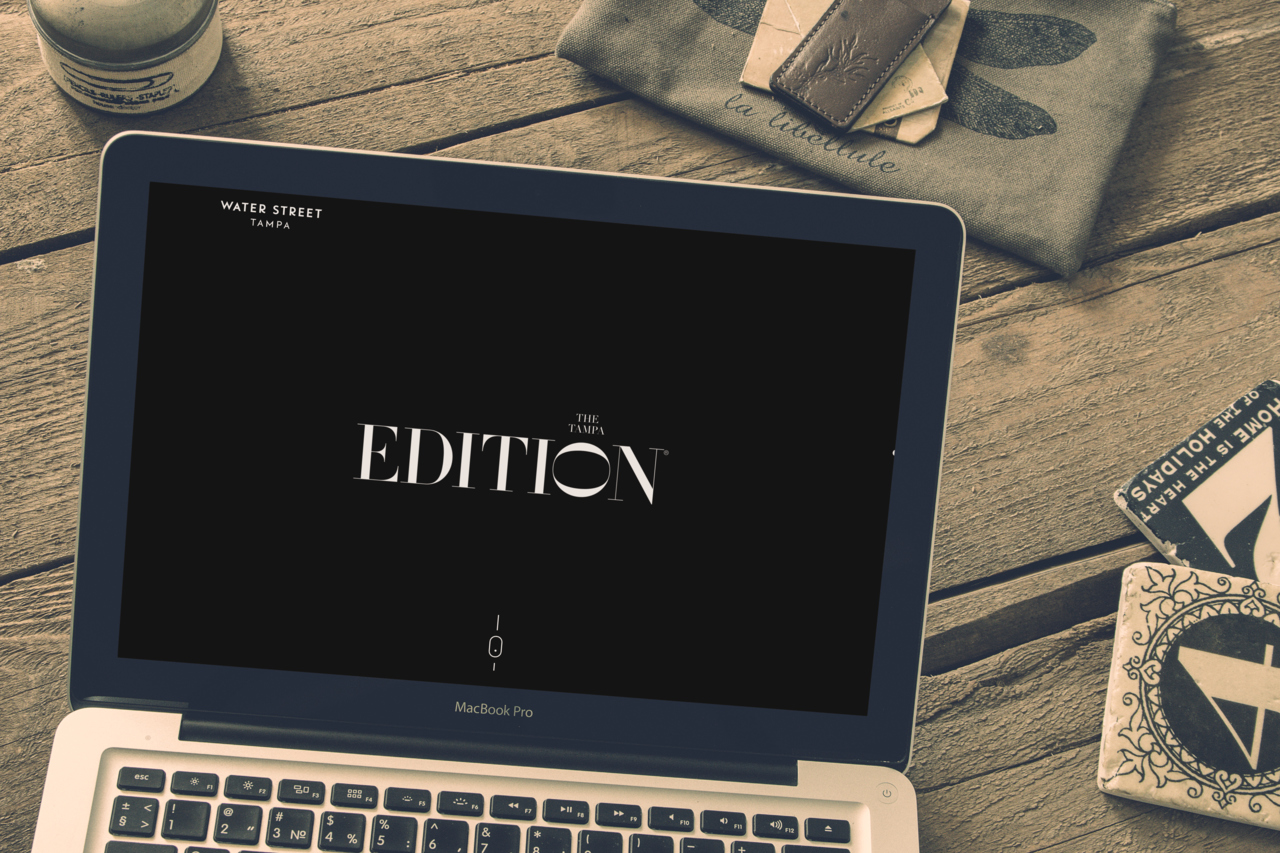 la libellule
WATER STREET
TAMPA
THE
TAMPA
EDITION
HOME IS THE HEART
OF THE HOLIDAYS
MacBook Pro
esc
F1
F2
F3
F4
F5
F6
F7
F8
F9
F10
F11
F12
± <
§ >
!
1
@
2 "
#
3 №
$
4 %
%
5 :
^
6 ,
&
7
*
8